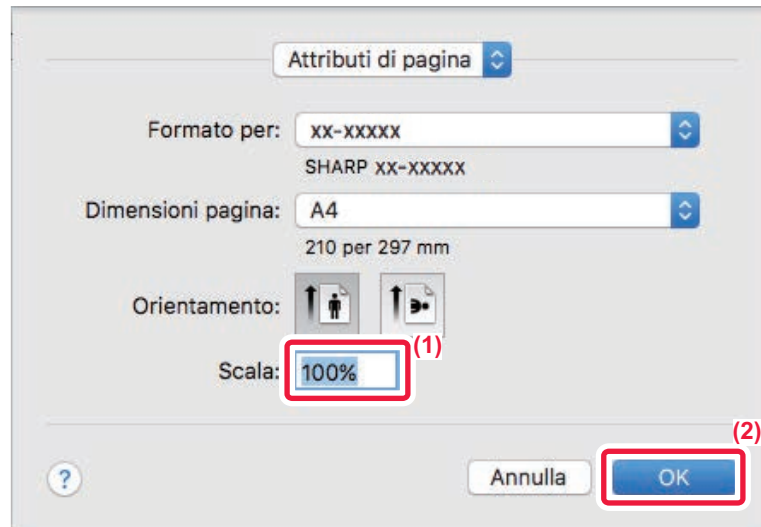 Attributi di pagina
Formato per: xx-xxxxx
SHARP xx-xxxxx
Dimensioni pagina: A4
210 per 297 mm
Orientamento:
(1)
Scala: 100%
(2)
? Annulla OK